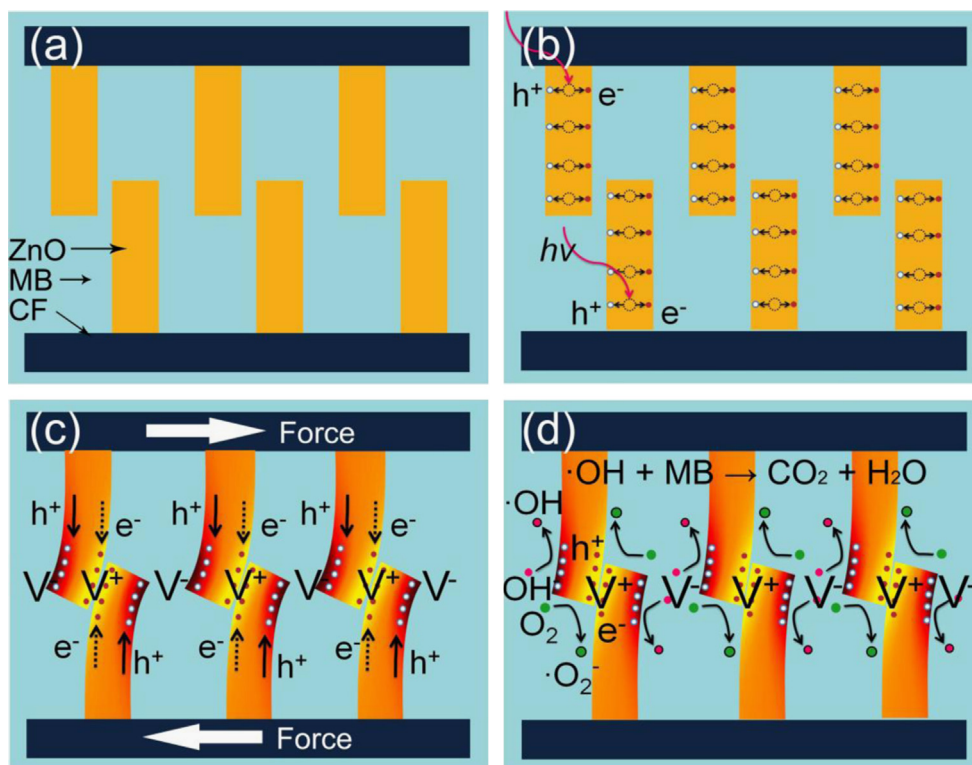 (a)
ZnO
MB
CF
(b)
h⁺ e⁻
hν
h⁺ e⁻
(c) Force
h⁺ e⁻ h⁺ e⁻ h⁺ e⁻
V⁻ V⁺ V⁻ V⁺ V⁻ V⁺ V⁻
e⁻ h⁺ e⁻ h⁺ e⁻ h⁺
Force
(d)
·OH + MB → CO₂ + H₂O
·OH
h⁺
OH V⁺ V⁻ V⁺ V⁻ V⁺ V⁻
O₂ e⁻
·O₂⁻